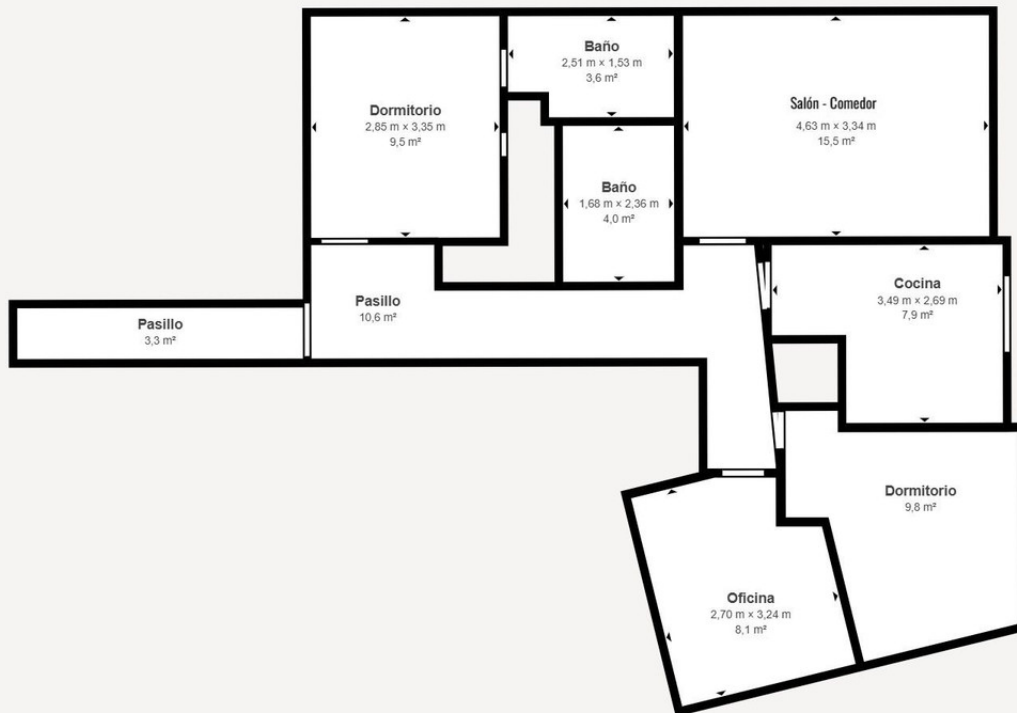 Baño
2,51 m × 1,53 m
3,6 m²
Dormitorio
2,85 m × 3,35 m
9,5 m²
Salón - Comedor
4,63 m × 3,34 m
15,5 m²
Baño
1,68 m × 2,36 m
4,0 m²
Cocina
3,49 m × 2,69 m
7,9 m²
Pasillo
10,6 m²
Pasillo
3,3 m²
Dormitorio
9,8 m²
Oficina
2,70 m × 3,24 m
8,1 m²